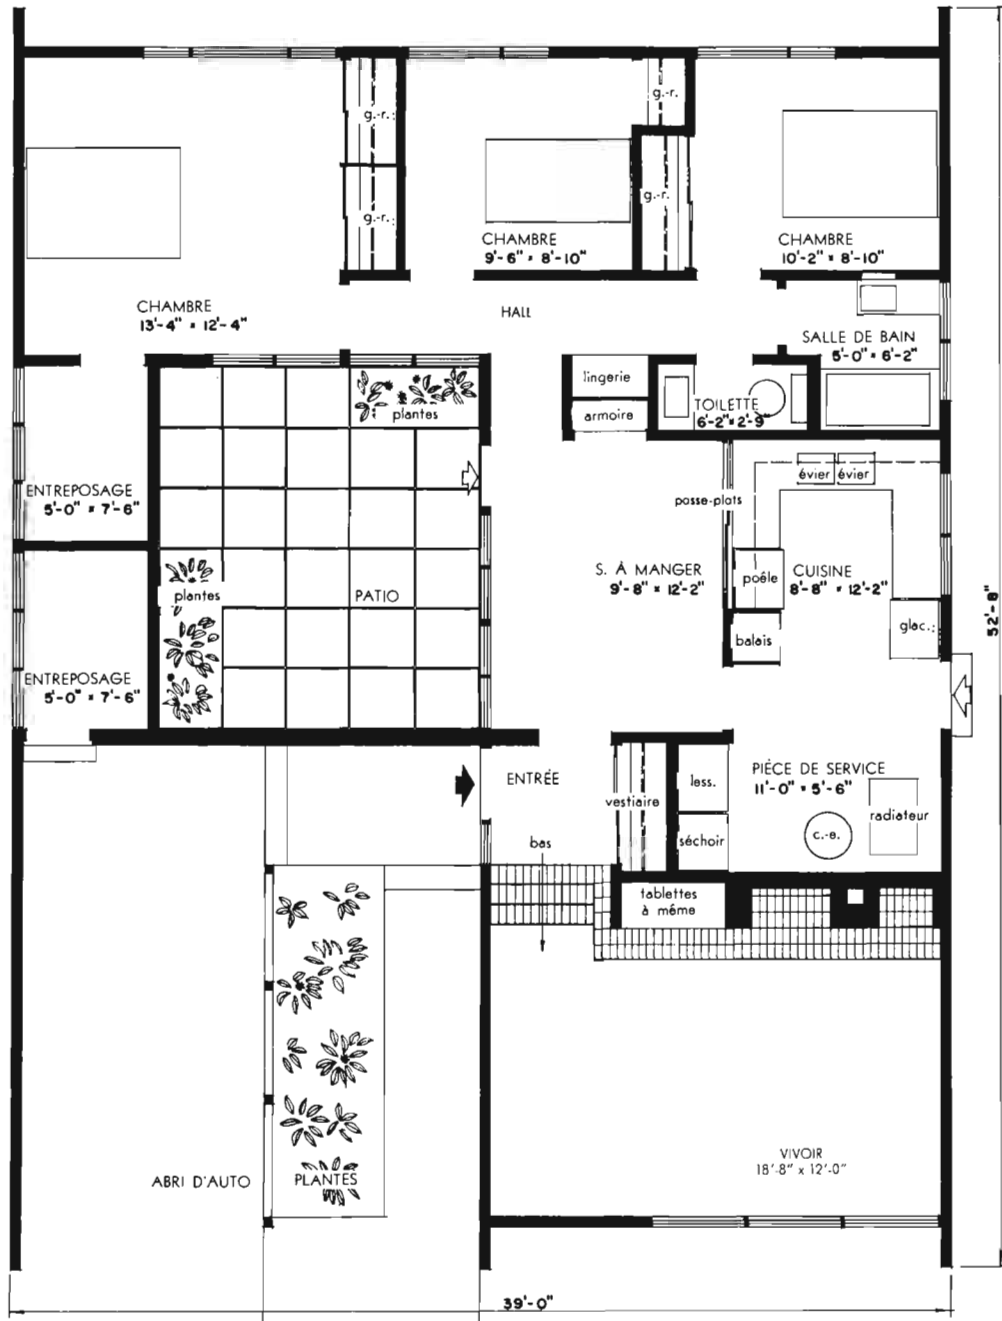 g.-r.
g.-r.
g.-r.
g.-r.
CHAMBRE
9'-6" × 8'-10"
CHAMBRE
10'-2" × 8'-10"
CHAMBRE
13'-4" × 12'-4"
HALL
SALLE DE BAIN
5'-0" × 6'-2"
lingerie
armoire
TOILETTE
6'-2" × 2'-9"
plantes
ENTREPOSAGE
5'-0" × 7'-6"
passe-plats
évier évier
S. À MANGER
9'-8" × 12'-2"
poêle
CUISINE
8'-8" × 12'-2"
plantes
PATIO
balais
glac.
52'-8"
ENTREPOSAGE
5'-0" × 7'-6"
ENTRÉE
vestiaire
less.
séchoir
PIÈCE DE SERVICE
11'-0" × 5'-6"
c.-e.
radiateur
bas
tablettes
à même
ABRI D'AUTO
PLANTES
VIVOIR
18'-8" x 12'-0"
39'-0"